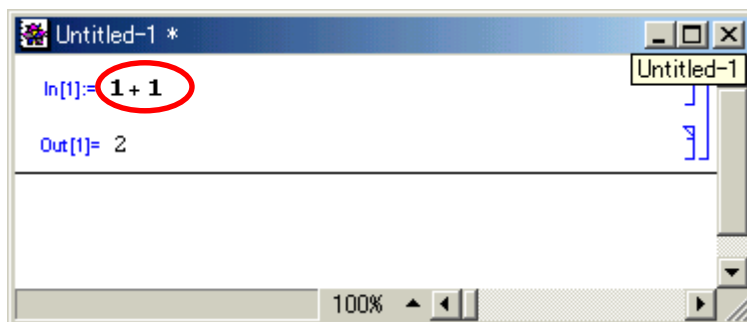 Untitled-1 *
Untitled-1
In[1]:= 1 + 1
Out[1]= 2
100%